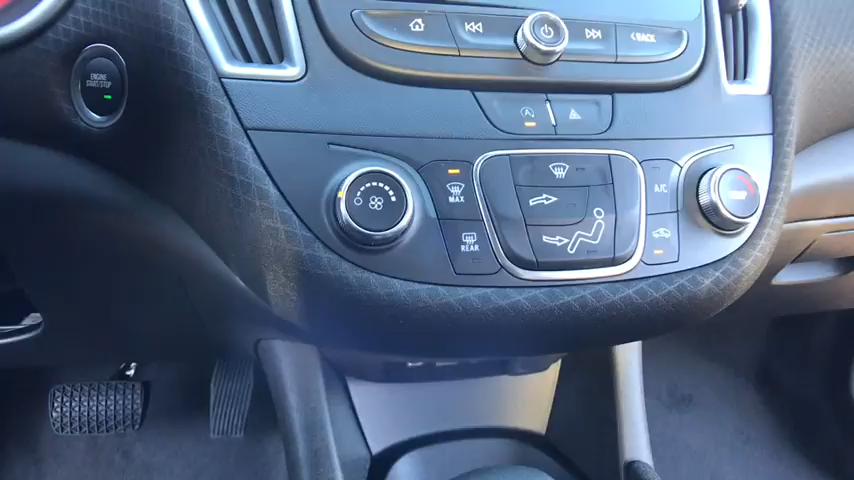 BACK
ENGINE
START/STOP
MAX
A/C
REAR